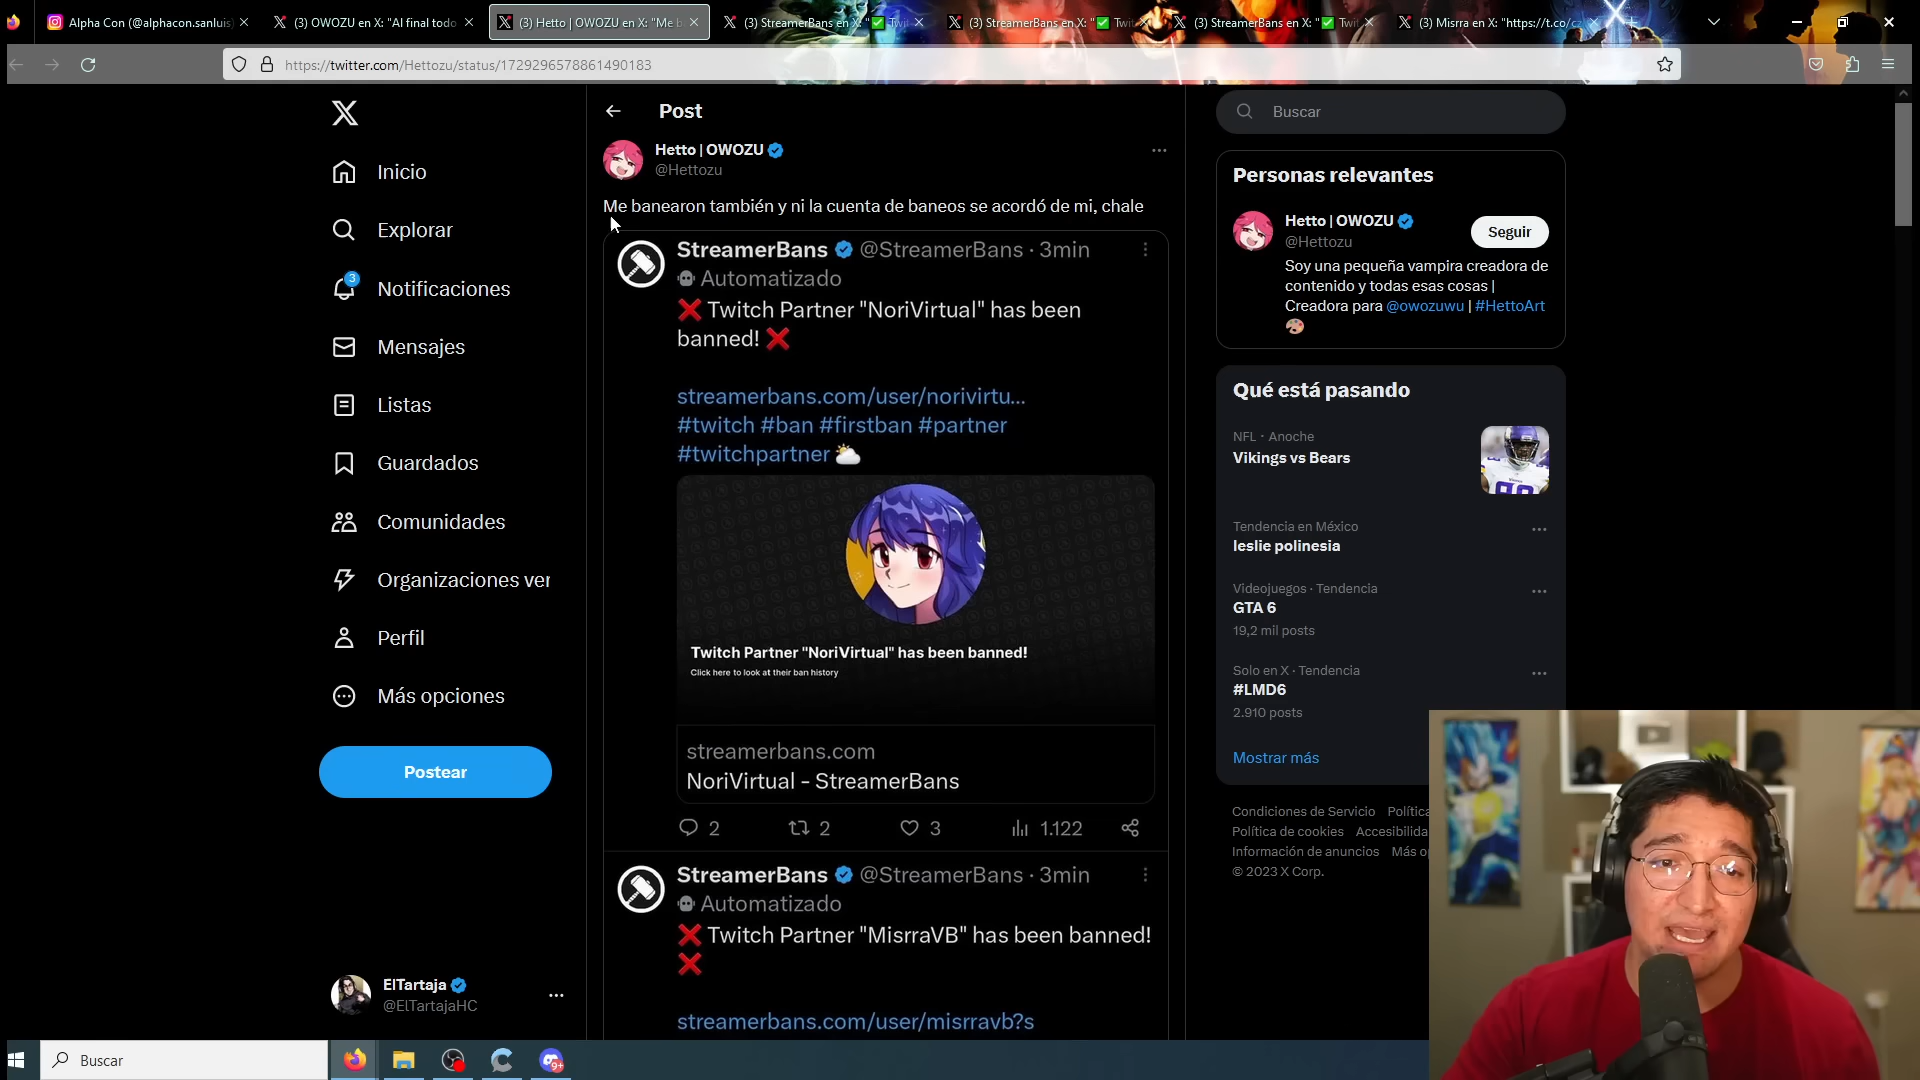 Alpha Con (@alphacon.sanluis
(3) OWOZU en X: "Al final todo
(3) Hetto | OWOZU en X: "Me b
(3) StreamerBans en X: "✅ Twit
(3) StreamerBans en X: "✅ Twit
(3) StreamerBans en X: "✅ Twit
(3) Misrra en X: "https://t.co/c
https://twitter.com/Hettozu/status/1729296578861490183
Inicio
Explorar
3
Notificaciones
Mensajes
Listas
Guardados
Comunidades
Organizaciones ver
Perfil
Más opciones
Postear
ElTartaja
@ElTartajaHC
Post
Hetto | OWOZU
@Hettozu
Me banearon también y ni la cuenta de baneos se acordó de mi, chale
StreamerBans @StreamerBans · 3min
Automatizado
❌ Twitch Partner "NoriVirtual" has been
banned! ❌
streamerbans.com/user/norivirtu...
#twitch #ban #firstban #partner
#twitchpartner
Twitch Partner "NoriVirtual" has been banned!
Click here to look at their ban history
streamerbans.com
NoriVirtual - StreamerBans
2 2 3 1.122
StreamerBans @StreamerBans · 3min
Automatizado
❌ Twitch Partner "MisrraVB" has been banned!
❌
streamerbans.com/user/misrravb?s
Buscar
Personas relevantes
Hetto | OWOZU
@Hettozu
Seguir
Soy una pequeña vampira creadora de
contenido y todas esas cosas |
Creadora para @owozuwu | #HettoArt
Qué está pasando
NFL · Anoche
Vikings vs Bears
Tendencia en México
leslie polinesia
Videojuegos · Tendencia
GTA 6
19,2 mil posts
Solo en X · Tendencia
#LMD6
2.910 posts
Mostrar más
Condiciones de Servicio Política
Política de cookies Accesibilida
Información de anuncios Más o
© 2023 X Corp.
Buscar
9+